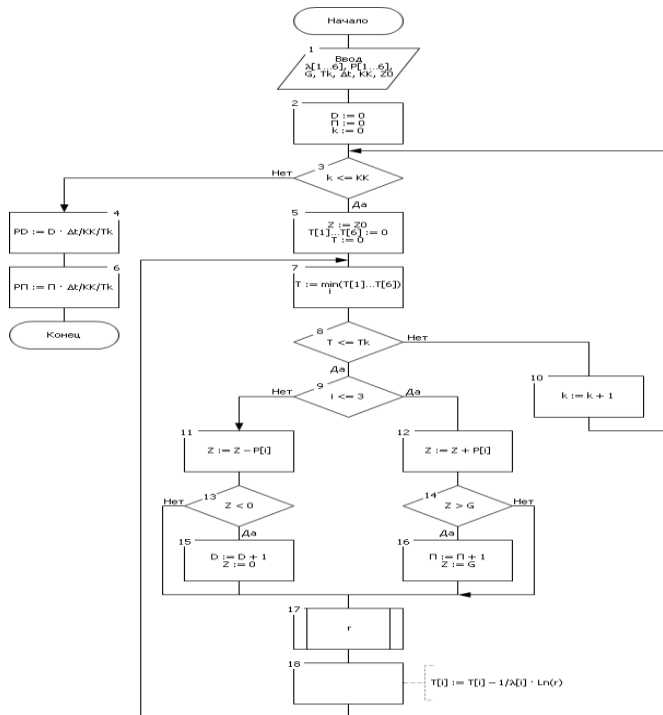 Начало
1
Ввод
λ[1...6], P[1...6],
G, Tk, Δt, KK, Z0
2
D := 0
П := 0
k := 0
3
k <= KK
Нет
Да
4
PD := D · Δt/KK/Tk
5
Z := Z0
T[1]...T[6] := 0
T := 0
6
PП := П · Δt/KK/Tk
7
T := min(T[1]...T[6])
i
Конец
8
T <= Tk
Нет
Да
9
i <= 3
Нет
Да
10
k := k + 1
11
Z := Z – P[i]
12
Z := Z + P[i]
13
Z < 0
Нет
Да
14
Z > G
Нет
Да
15
D := D + 1
Z := 0
16
П := П + 1
Z := G
17
r
18
T[i] := T[i] – 1/λ[i] · Ln(r)